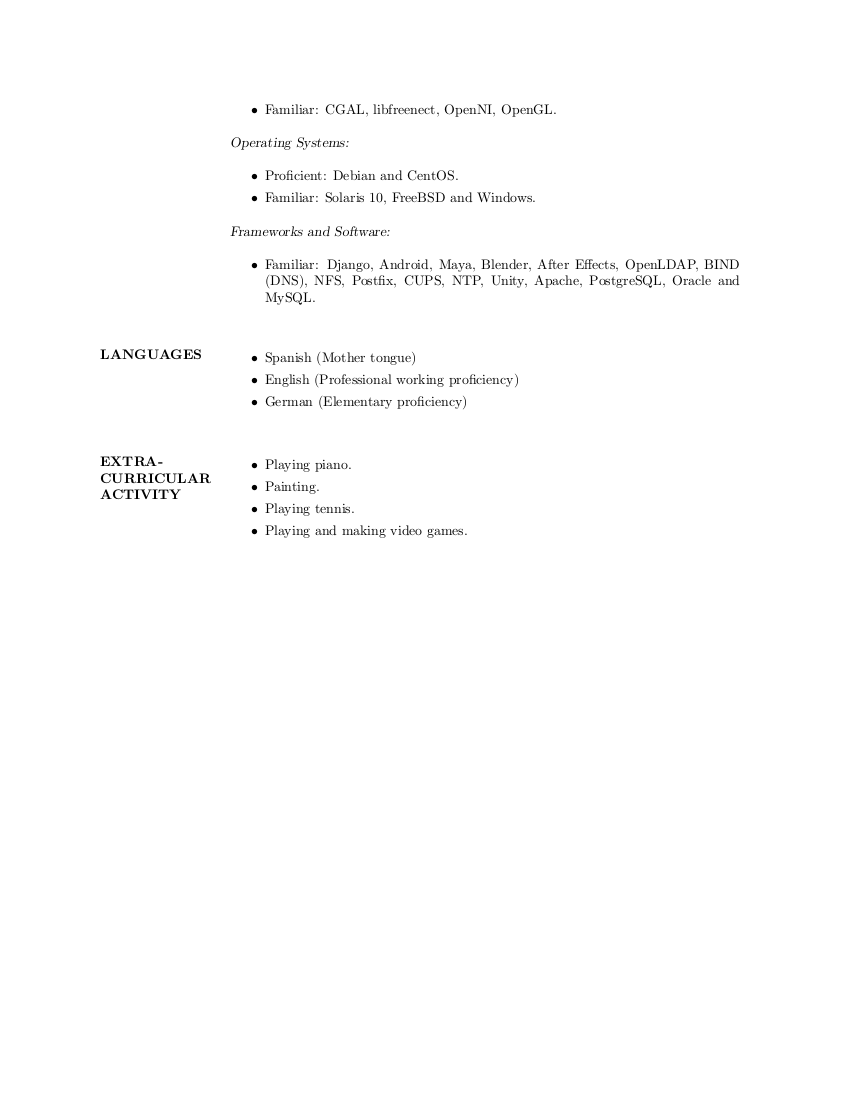 • Familiar: CGAL, libfreenect, OpenNI, OpenGL.
Operating Systems:
• Proficient: Debian and CentOS.
• Familiar: Solaris 10, FreeBSD and Windows.
Frameworks and Software:
• Familiar: Django, Android, Maya, Blender, After Effects, OpenLDAP, BIND
(DNS), NFS, Postfix, CUPS, NTP, Unity, Apache, PostgreSQL, Oracle and
MySQL.
LANGUAGES
• Spanish (Mother tongue)
• English (Professional working proficiency)
• German (Elementary proficiency)
EXTRA-
CURRICULAR
ACTIVITY
• Playing piano.
• Painting.
• Playing tennis.
• Playing and making video games.